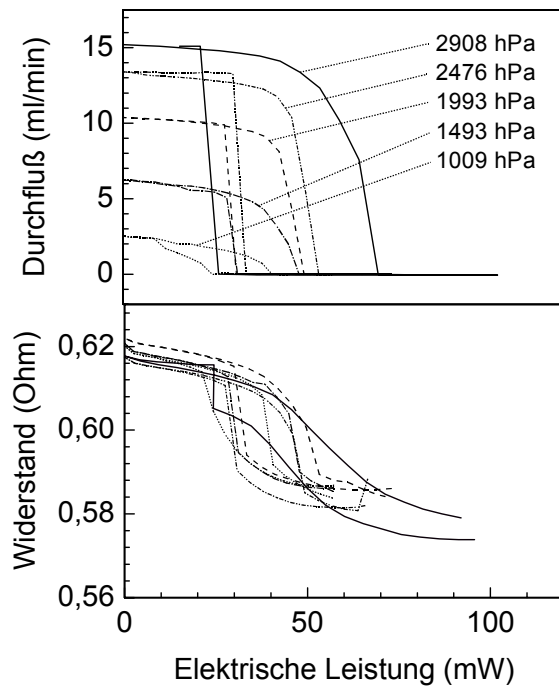 15
10
5
0
Durchfluß (ml/min)
2908 hPa
2476 hPa
1993 hPa
1493 hPa
1009 hPa
0,62
0,60
0,58
0,56
Widerstand (Ohm)
0
50
100
Elektrische Leistung (mW)